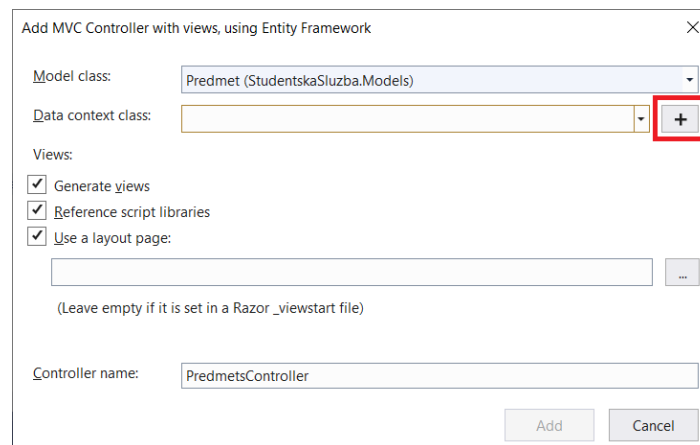 Add MVC Controller with views, using Entity Framework
Model class: Predmet (StudentskaSluzba.Models)
Data context class: +
Views:
Generate views
Reference script libraries
Use a layout page:
...
(Leave empty if it is set in a Razor _viewstart file)
Controller name: PredmetsController
Add Cancel